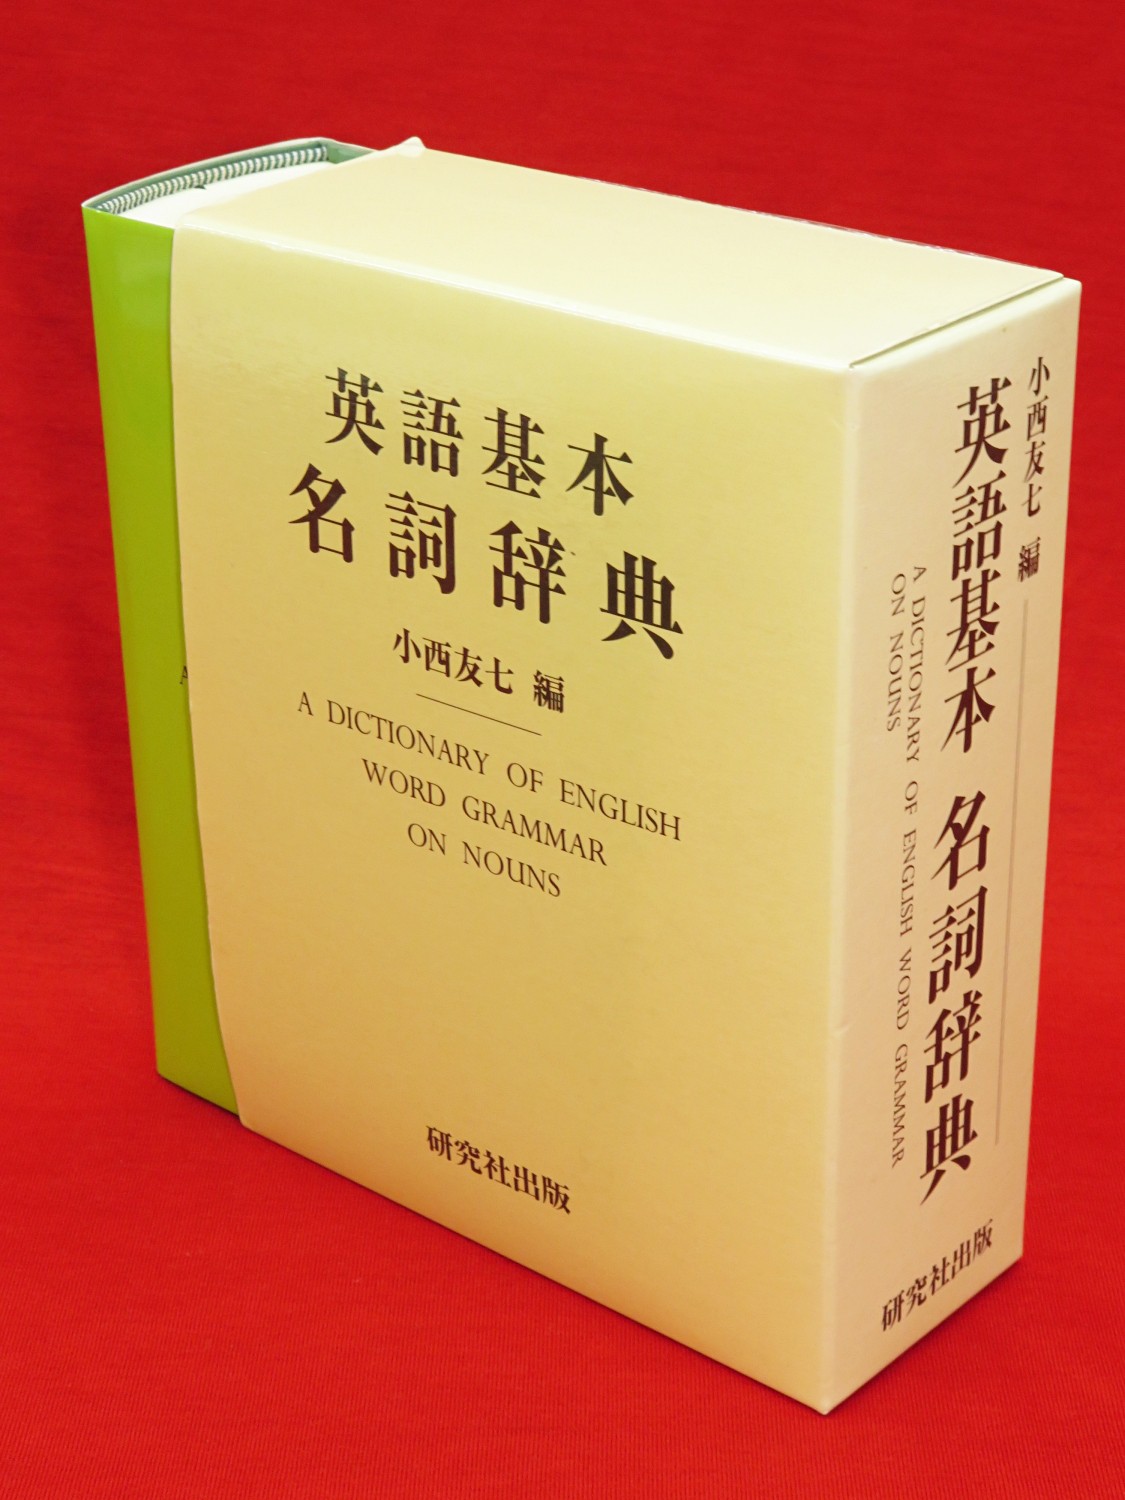 英語基本
名詞辞典
小西友七 編
A DICTIONARY OF ENGLISH
WORD GRAMMAR
ON NOUNS
研究社出版
小西友七 編
英語基本 名詞辞典
A DICTIONARY OF ENGLISH WORD GRAMMAR
ON NOUNS
研究社出版